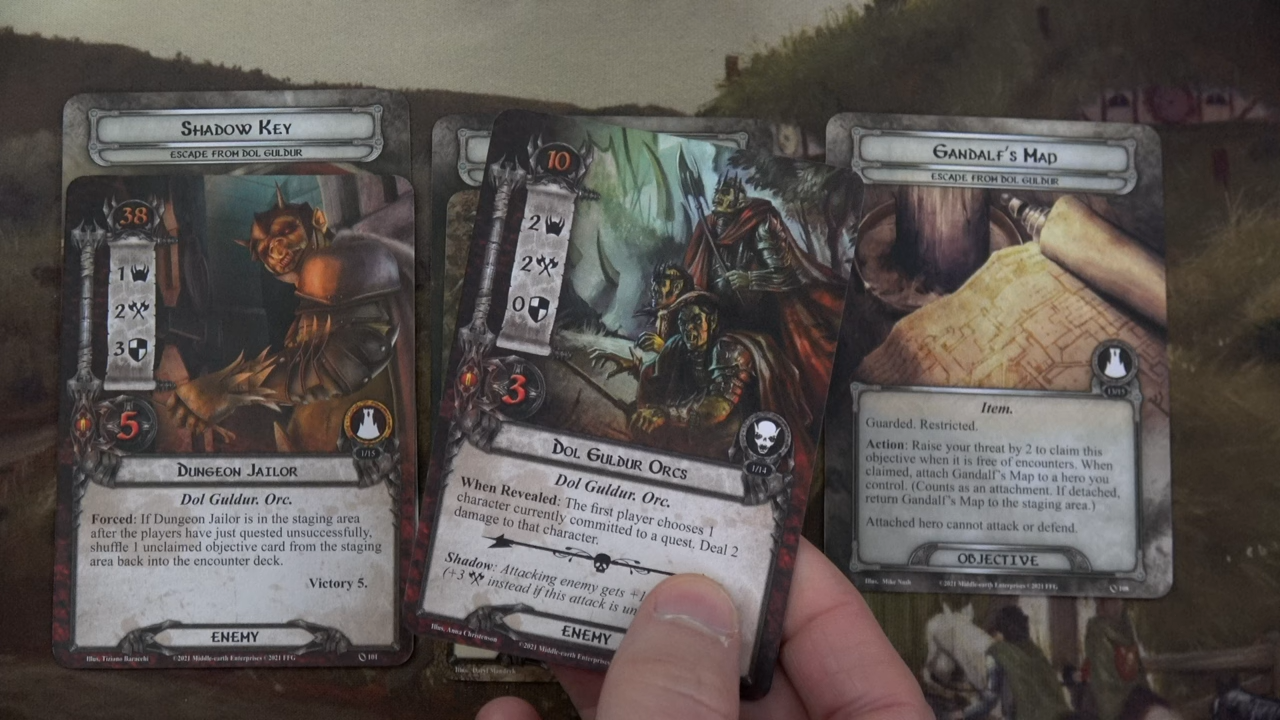 SHADOW KEY
ESCAPE FROM DOL GULDUR
38
1
2
3
5
1/15
DUNGEON JAILOR
Dol Guldur. Orc.
Forced: If Dungeon Jailor is in the staging area
after the players have just quested unsuccessfully,
shuffle 1 unclaimed objective card from the staging
area back into the encounter deck.
Victory 5.
ENEMY
Illus. Tiziano Baracchi
©2021 Middle-earth Enterprises ©2021 FFG
101
10
2
2
0
3
1/14
DOL GULDUR ORCS
Dol Guldur. Orc.
When Revealed: The first player chooses 1
character currently committed to a quest. Deal 2
damage to that character.
Shadow: Attacking enemy gets +1
(+3 instead if this attack is un
ENEMY
Illus. Anna Christenson
©2021 Middle-earth Enterprises
GANDALF'S MAP
ESCAPE FROM DOL GULDUR
Item.
Guarded. Restricted.
Action: Raise your threat by 2 to claim this
objective when it is free of encounters. When
claimed, attach Gandalf's Map to a hero you
control. (Counts as an attachment. If detached,
return Gandalf's Map to the staging area.)
Attached hero cannot attack or defend.
OBJECTIVE
Illus. Mike Nash
©2021 Middle-earth Enterprises ©2021 FFG